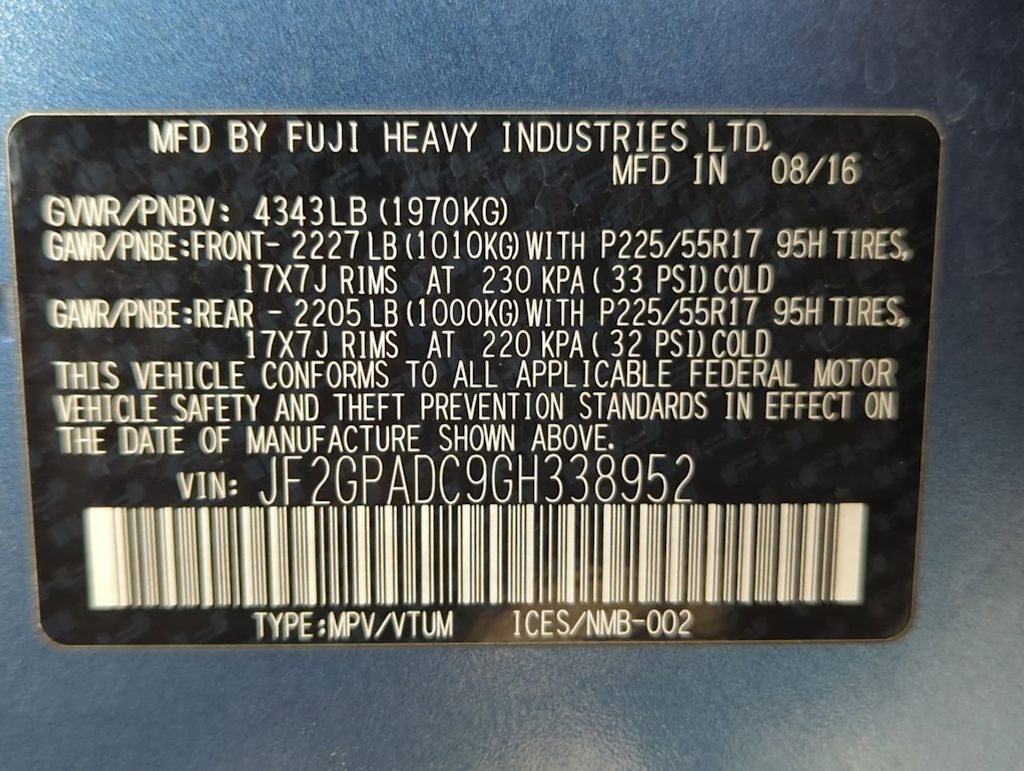 MFD BY FUJI HEAVY INDUSTRIES LTD.
MFD IN 08/16
GVWR/PNBV: 4343LB (1970KG)
GAWR/PNBE:FRONT- 2227LB (1010KG) WITH P225/55R17 95H TIRES,
17X7J RIMS AT 230 KPA ( 33 PSI) COLD
GAWR/PNBE:REAR - 2205LB (1000KG) WITH P225/55R17 95H TIRES,
17X7J RIMS AT 220 KPA ( 32 PSI) COLD
THIS VEHICLE CONFORMS TO ALL APPLICABLE FEDERAL MOTOR
VEHICLE SAFETY AND THEFT PREVENTION STANDARDS IN EFFECT ON
THE DATE OF MANUFACTURE SHOWN ABOVE.
VIN: JF2GPADC9GH338952
TYPE:MPV/VTUM ICES/NMB-002